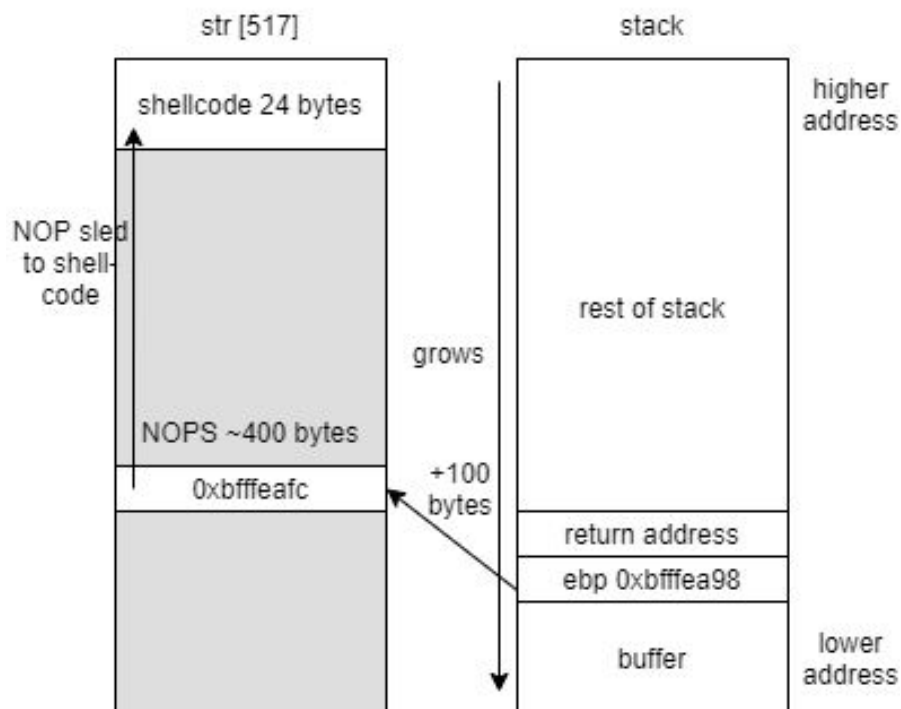 str [517]
stack
shellcode 24 bytes
higher
address
NOP sled
to shell-
code
rest of stack
grows
NOPS ~400 bytes
+100
bytes
0xbfffeafc
return address
ebp 0xbfffea98
buffer
lower
address